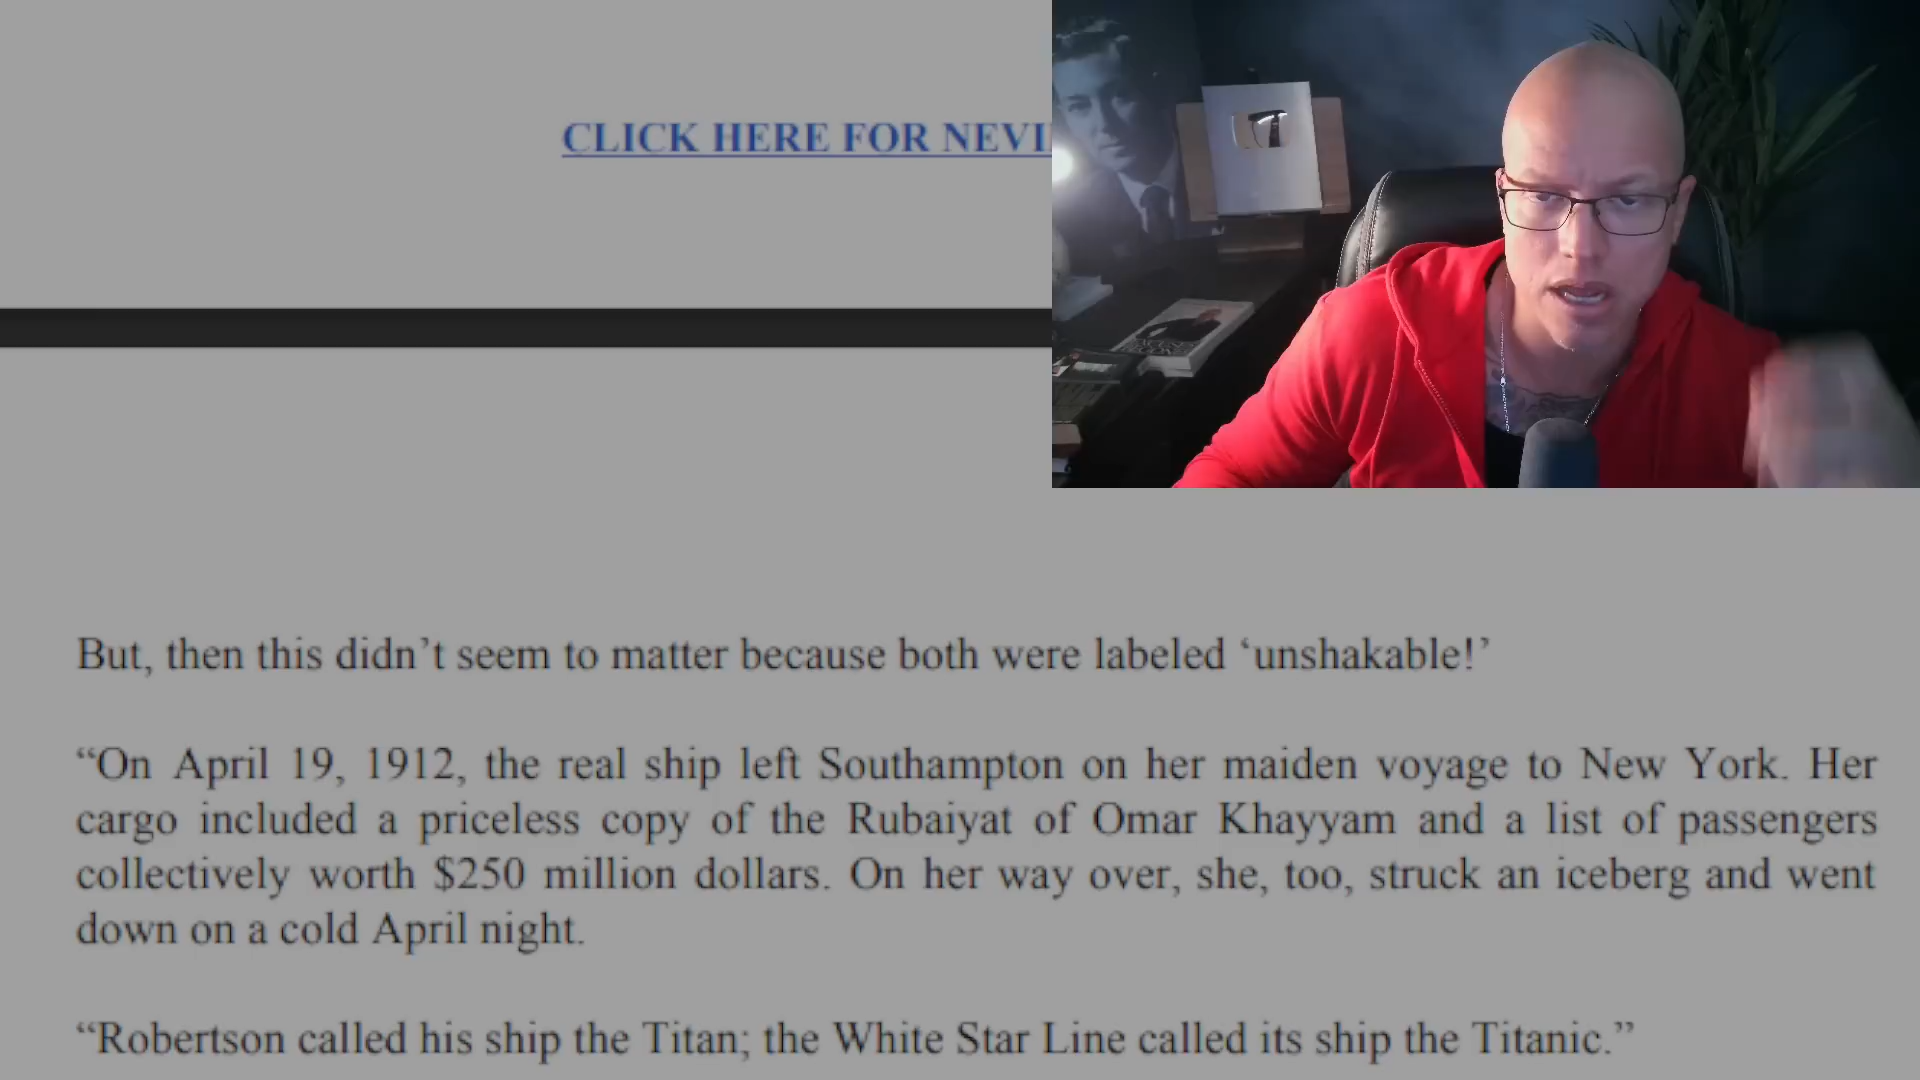 CLICK HERE FOR
But, then this didn’t seem to matter because both were labeled ‘unshakable!’
“On April 19, 1912, the real ship left Southampton on her maiden voyage to New York. Her
cargo included a priceless copy of the Rubaiyat of Omar Khayyam and a list of passengers
collectively worth $250 million dollars. On her way over, she, too, struck an iceberg and went
down on a cold April night.
“Robertson called his ship the Titan; the White Star Line called its ship the Titanic.”